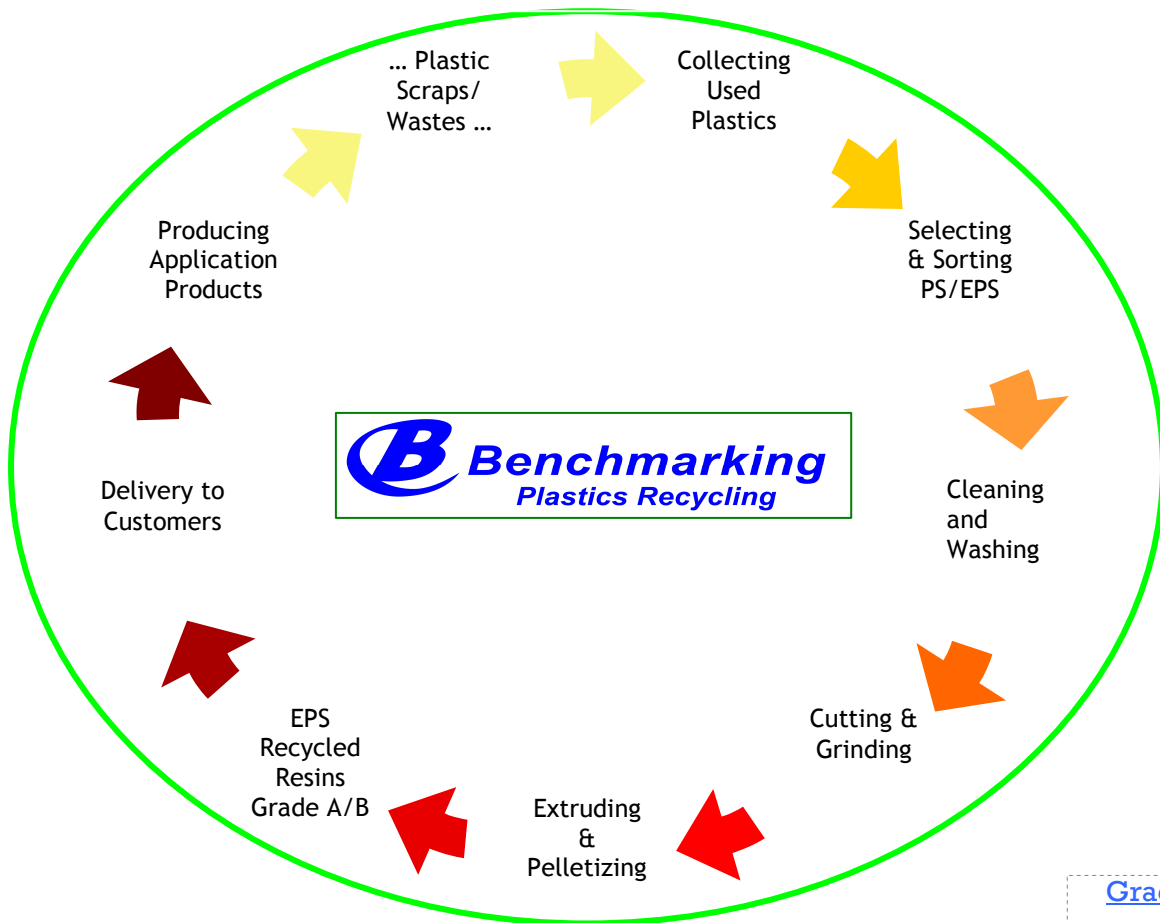 … Plastic
Scraps/
Wastes …
Collecting
Used
Plastics
Selecting
& Sorting
PS/EPS
Cleaning
and
Washing
Cutting &
Grinding
Extruding
&
Pelletizing
EPS
Recycled
Resins
Grade A/B
Delivery to
Customers
Producing
Application
Products
B Benchmarking
Plastics Recycling